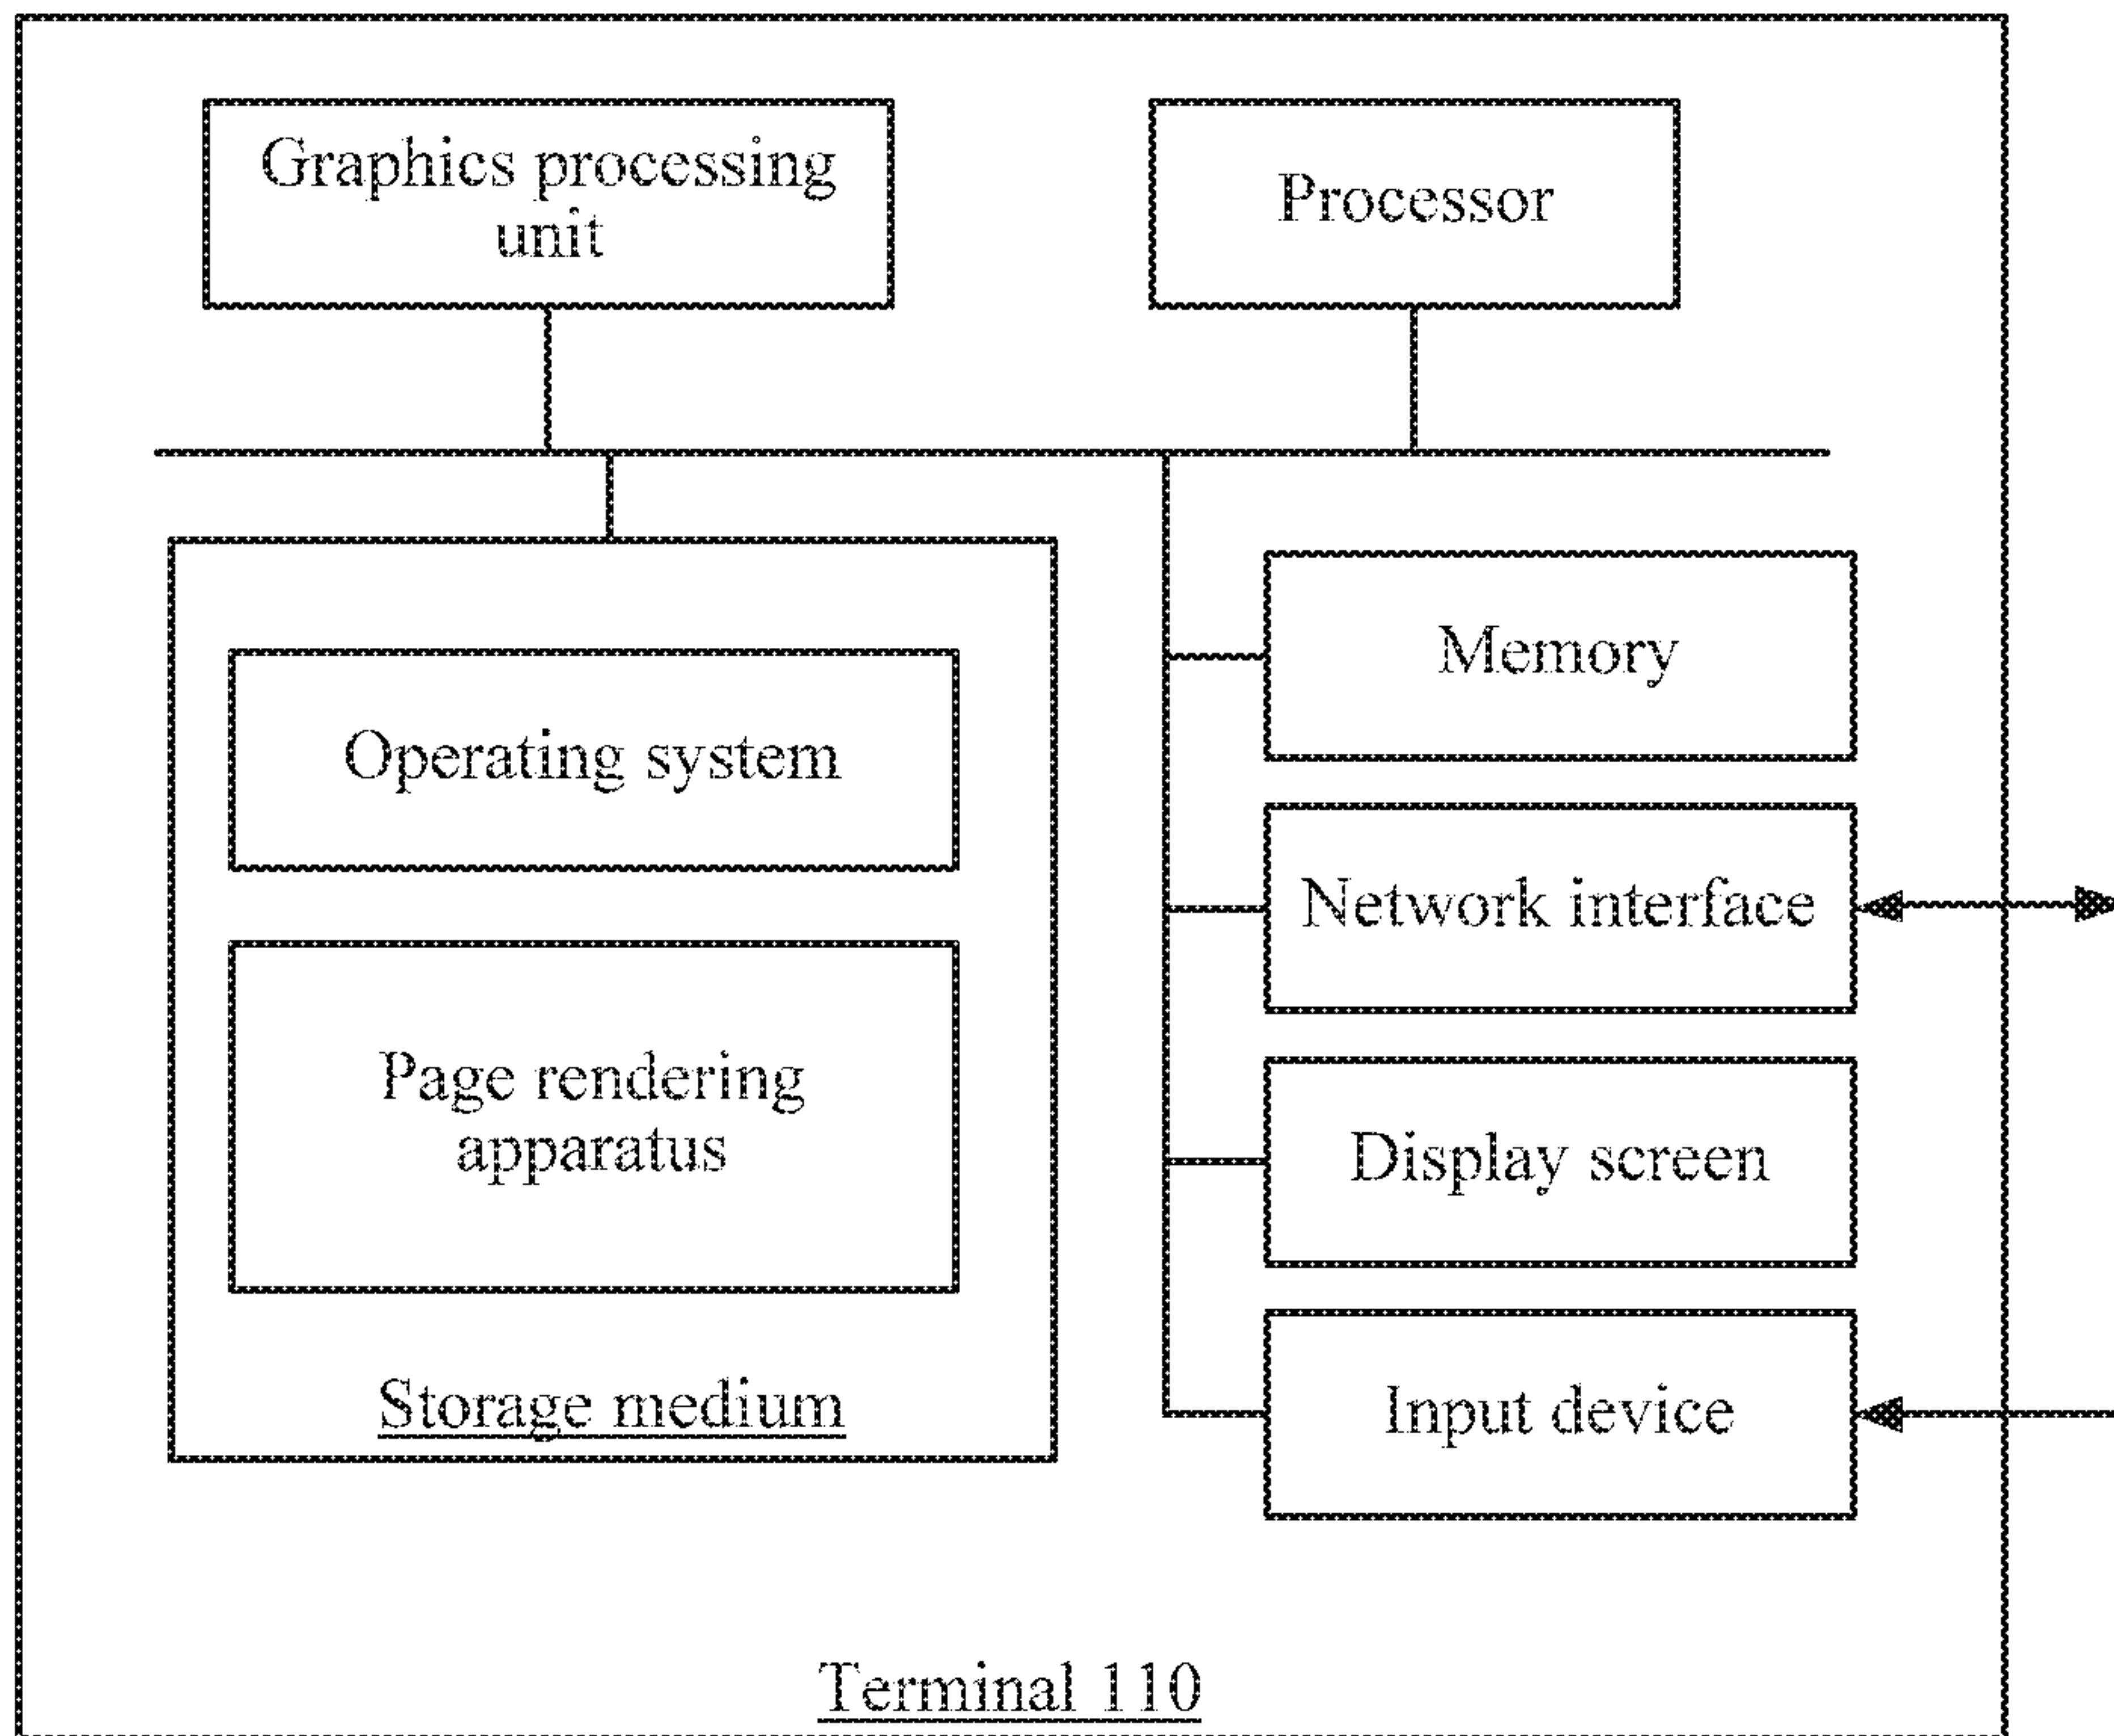 Graphics processing
unit
Processor
Operating system
Page rendering
apparatus
Storage medium
Memory
Network interface
Display screen
Input device
Terminal 110